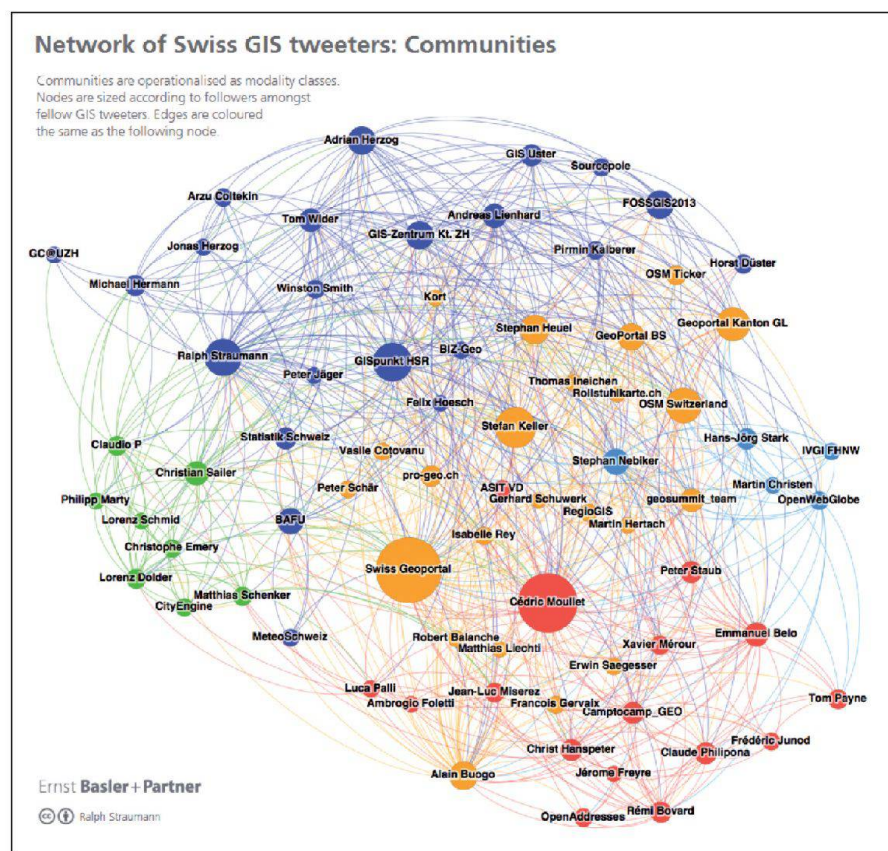 Network of Swiss GIS tweeters: Communities
Communities are operationalised as modality classes.
Nodes are sized according to followers amongst
fellow GIS tweeters. Edges are coloured
the same as the following node.
Adrian Herzog
GIS Uster
Sourcepole
Arzu Coltekin
Tom Wider
Andreas Lienhard
FOSSGIS2013
GIS-Zentrum Kt. ZH
GC@UZH
Jonas Herzog
Pirmin Kalberer
Horst Düster
Michael Hermann
Winston Smith
Kort
OSM Ticker
Stephan Heuel
GeoPortal BS
Geoportal Kanton GL
Ralph Straumann
GISpunkt HSR
BIZ-Geo
Peter Jäger
Thomas Ineichen
Rollstuhlkarte.ch
Felix Hoesch
OSM Switzerland
Claudio P
Statistik Schweiz
Stefan Keller
Hans-Jörg Stark
IVGI FHNW
Vasile Cotovanu
Stephan Nebiker
Christian Sailer
pro-geo.ch
Peter Schär
ASIT VD
Martin Christen
Philipp Marty
Gerhard Schuwerk
geosummit_team
OpenWebGlobe
Lorenz Schmid
BAFU
RegioGIS
Martin Hertach
Christophe Emery
Isabelle Rey
Lorenz Dolder
Swiss Geoportal
Peter Staub
Matthias Schenker
CityEngine
Cédric Moullet
MeteoSchweiz
Robert Balanche
Matthias Liechti
Xavier Mérour
Emmanuel Belo
Erwin Saegesser
Luca Palli
Jean-Luc Miserez
Ambrogio Foletti
Francois Gervaix
Camptocamp_GEO
Tom Payne
Christ Hanspeter
Claude Philipona
Frédéric Junod
Alain Buogo
Jérome Freyre
OpenAddresses
Rémi Bovard
Ernst Basler + Partner
cc Ralph Straumann